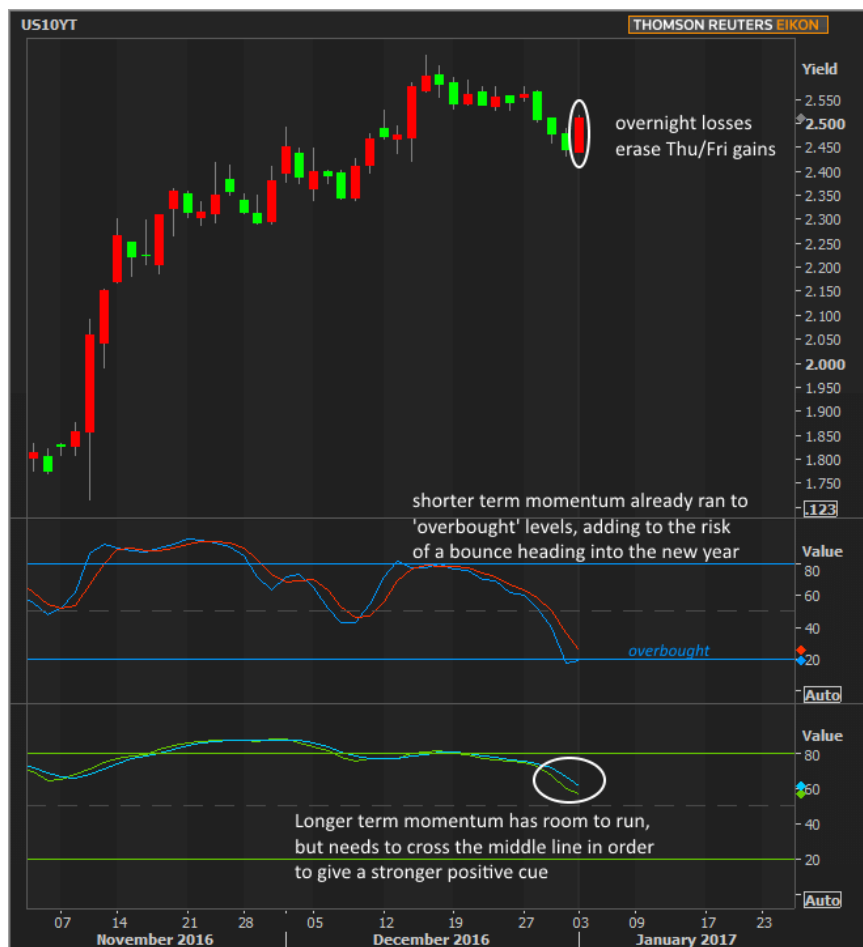 US10YT
THOMSON REUTERS EIKON
Yield
2.550
2.500
2.450
2.400
2.350
2.300
2.250
2.200
2.150
2.100
2.050
2.000
1.950
1.900
1.850
1.800
1.750
.123
overnight losses
erase Thu/Fri gains
shorter term momentum already ran to
'overbought' levels, adding to the risk
of a bounce heading into the new year
Value
80
60
40
20
overbought
Auto
Value
80
60
40
20
Auto
Longer term momentum has room to run,
but needs to cross the middle line in order
to give a stronger positive cue
07 14 21 28 05 12 19 27 03 09 17 23
November 2016 December 2016 January 2017